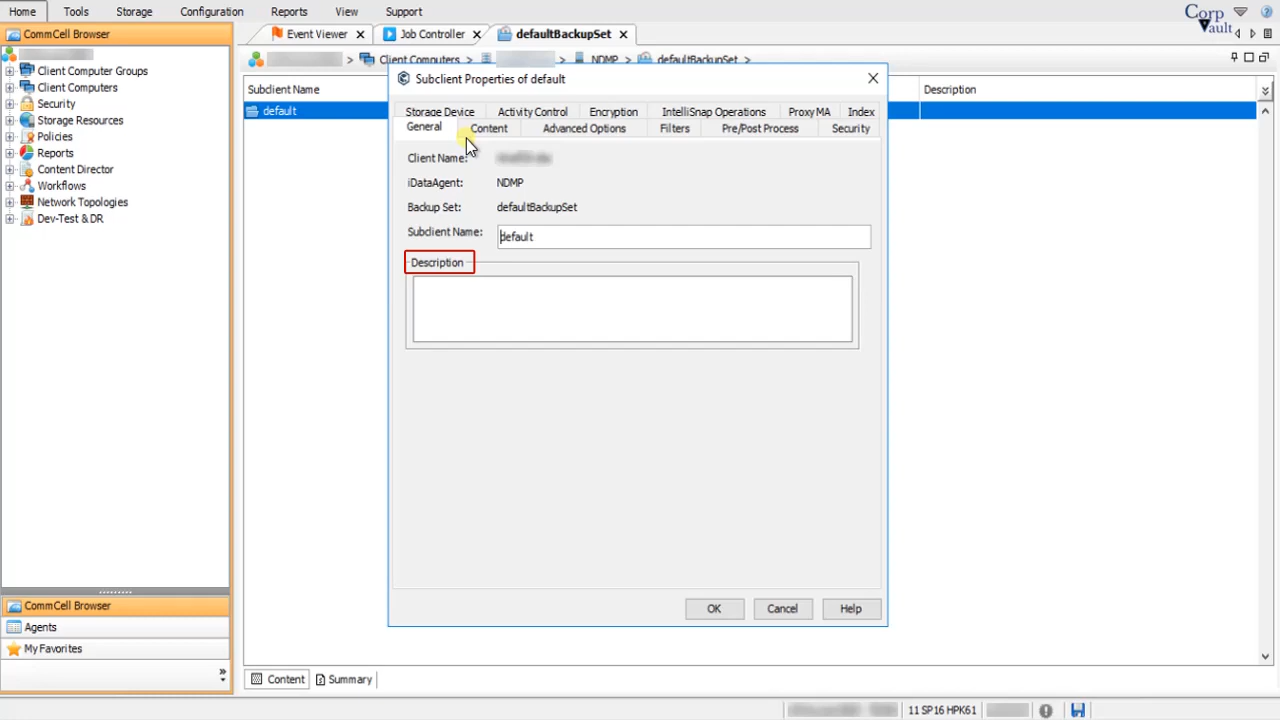 Home Tools Storage Configuration Reports View Support Corp Vault
CommCell Browser Event Viewer Job Controller defaultBackupSet
> Client Computers > > NDMP > defaultBackupSet >
Subclient Properties of default
Subclient Name Description
default
Client Computer Groups
Client Computers
Security
Storage Resources
Policies
Reports
Content Director
Workflows
Network Topologies
Dev-Test & DR
Storage Device Activity Control Encryption IntelliSnap Operations Proxy MA Index
General Content Advanced Options Filters Pre/Post Process Security
Client Name:
iDataAgent: NDMP
Backup Set: defaultBackupSet
Subclient Name: default
Description
OK Cancel Help
CommCell Browser
Agents
My Favorites
Content Summary
11 SP16 HPK61